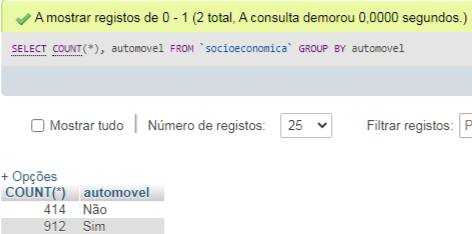 A mostrar registos de 0 - 1 (2 total, A consulta demorou 0,0000 segundos.)
SELECT COUNT(*), automovel FROM `socioeconomica` GROUP BY automovel
Mostrar tudo | Número de registos: 25 Filtrar registos: P
+ Opções
COUNT(*) automovel
414 Não
912 Sim